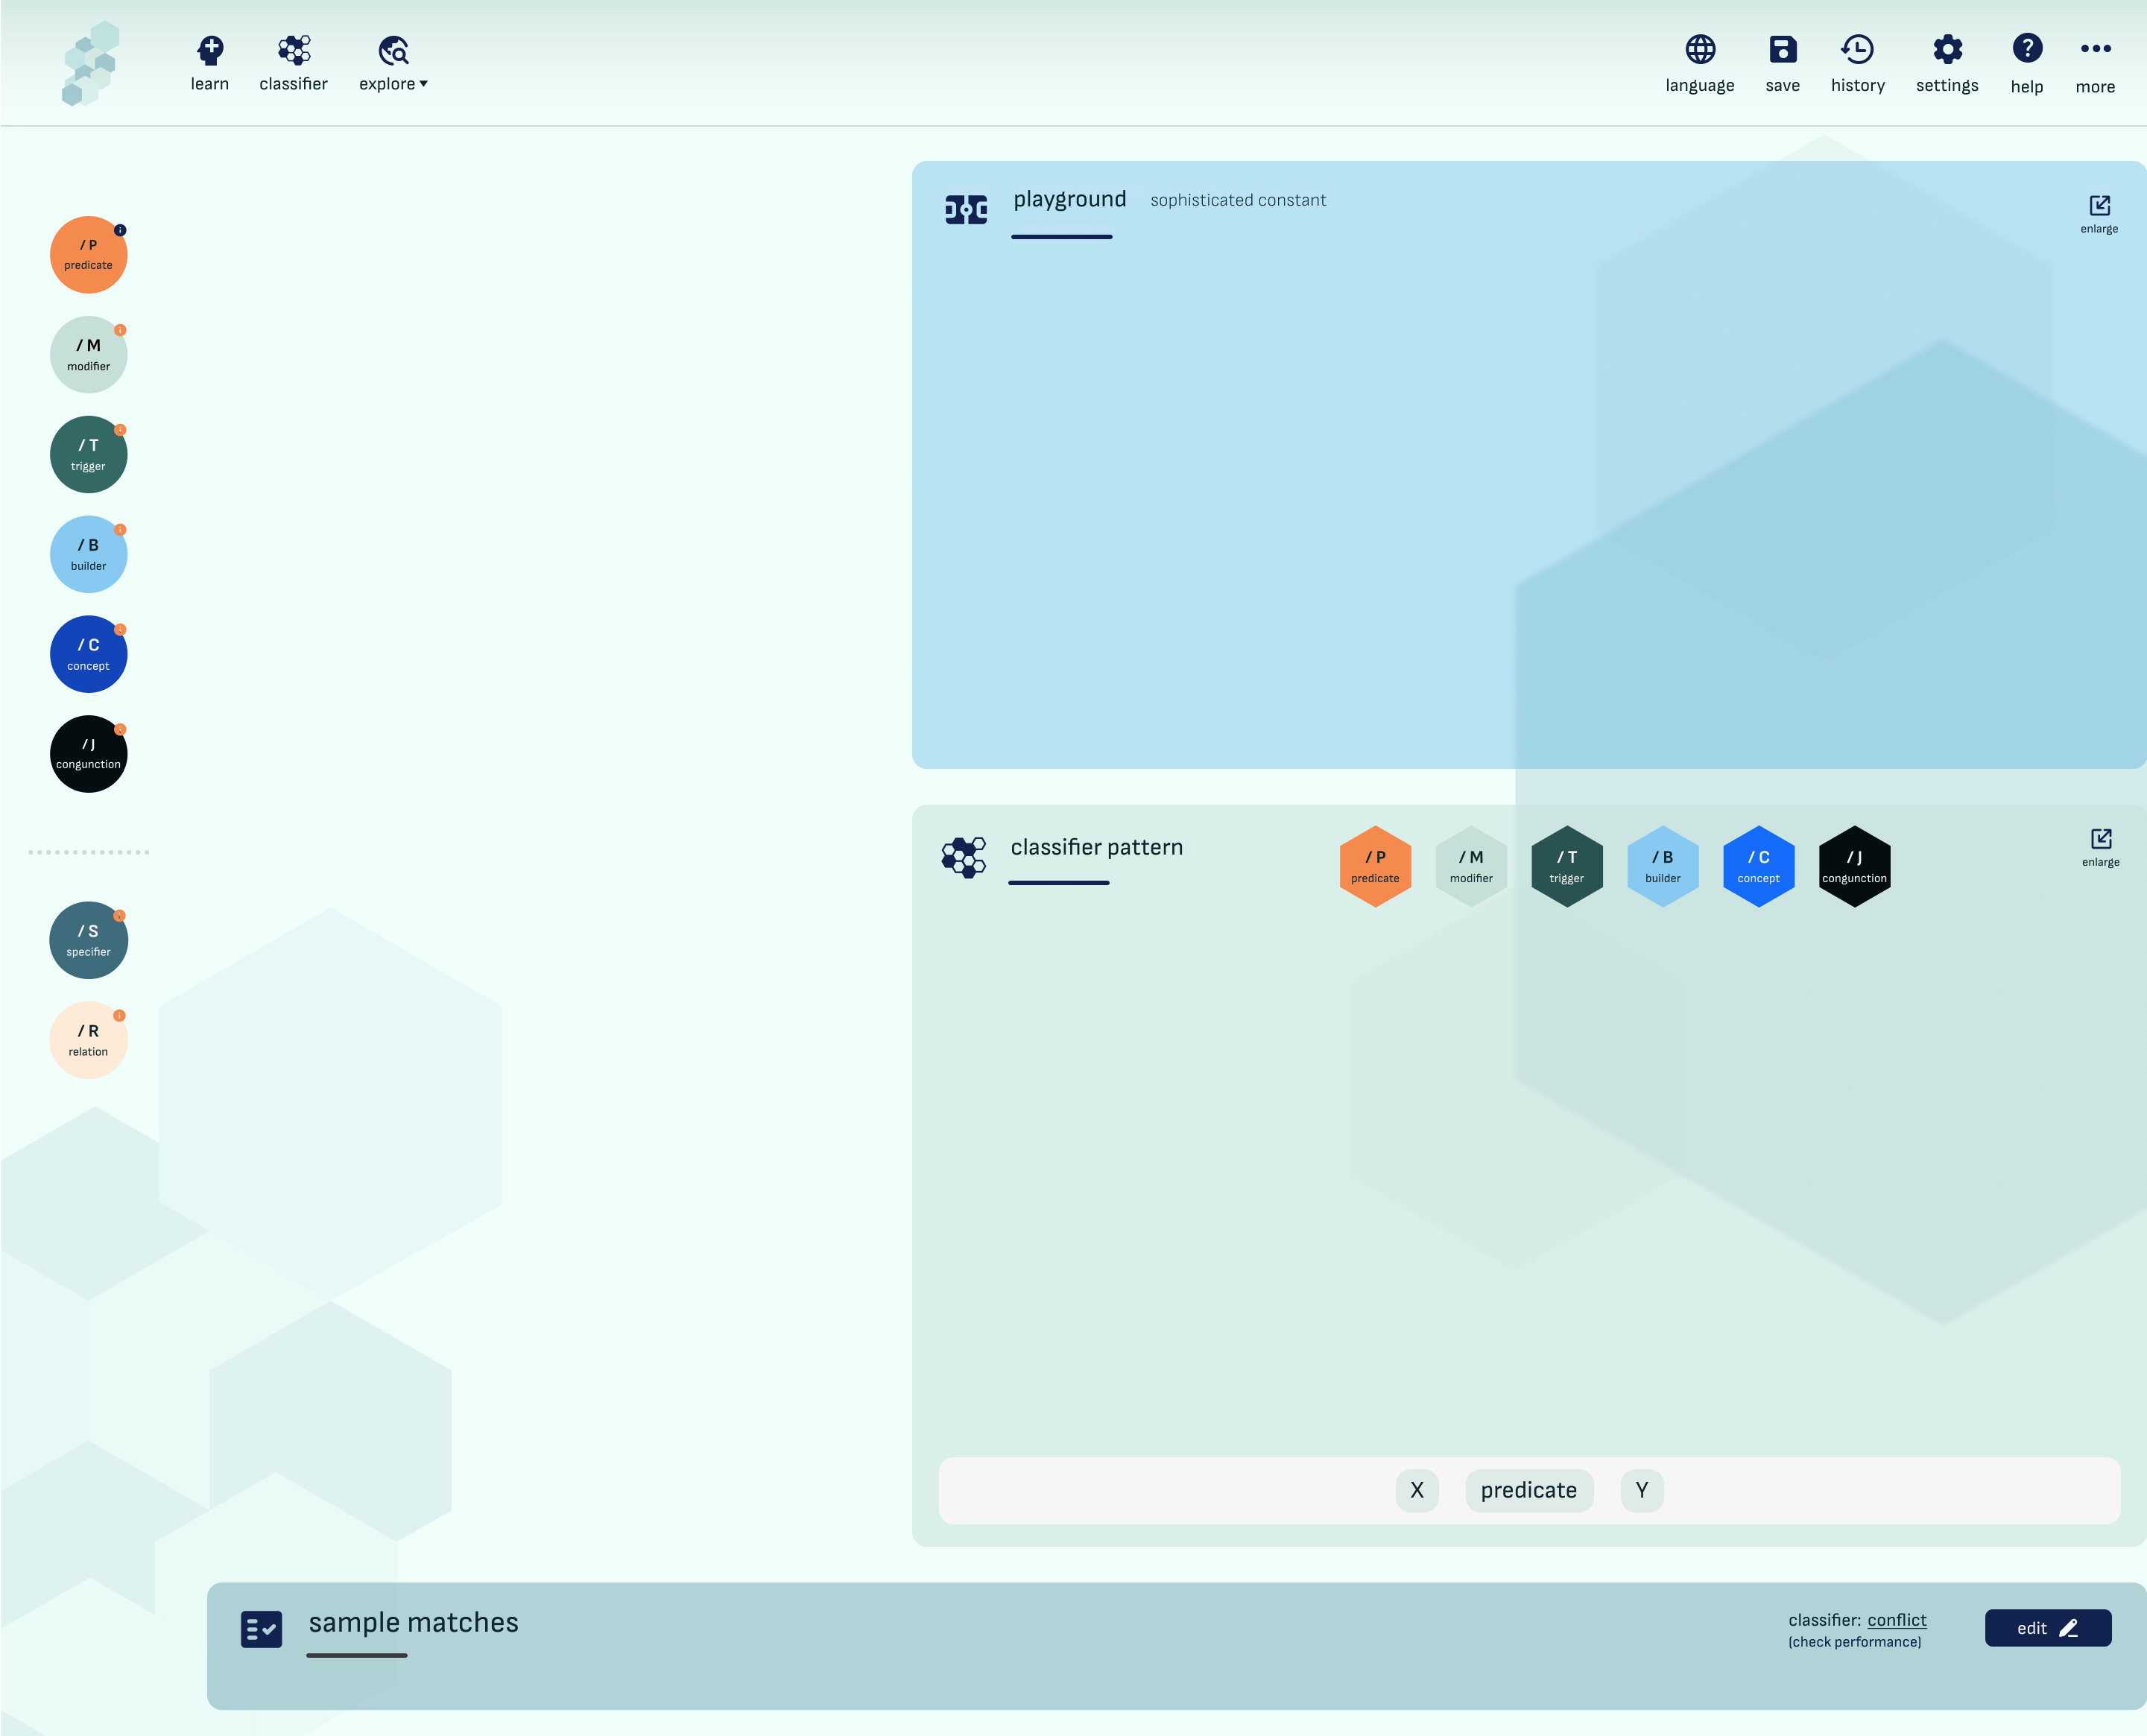 learn
classifier
explore
language
save
history
settings
help
more
/ P
predicate
/ M
modifier
/ T
trigger
/ B
builder
/ C
concept
/ J
congunction
/ S
specifier
/ R
relation
playground
sophisticated constant
enlarge
classifier pattern
/ P
predicate
/ M
modifier
/ T
trigger
/ B
builder
/ C
concept
/ J
congunction
enlarge
X
predicate
Y
sample matches
classifier: conflict
(check performance)
edit